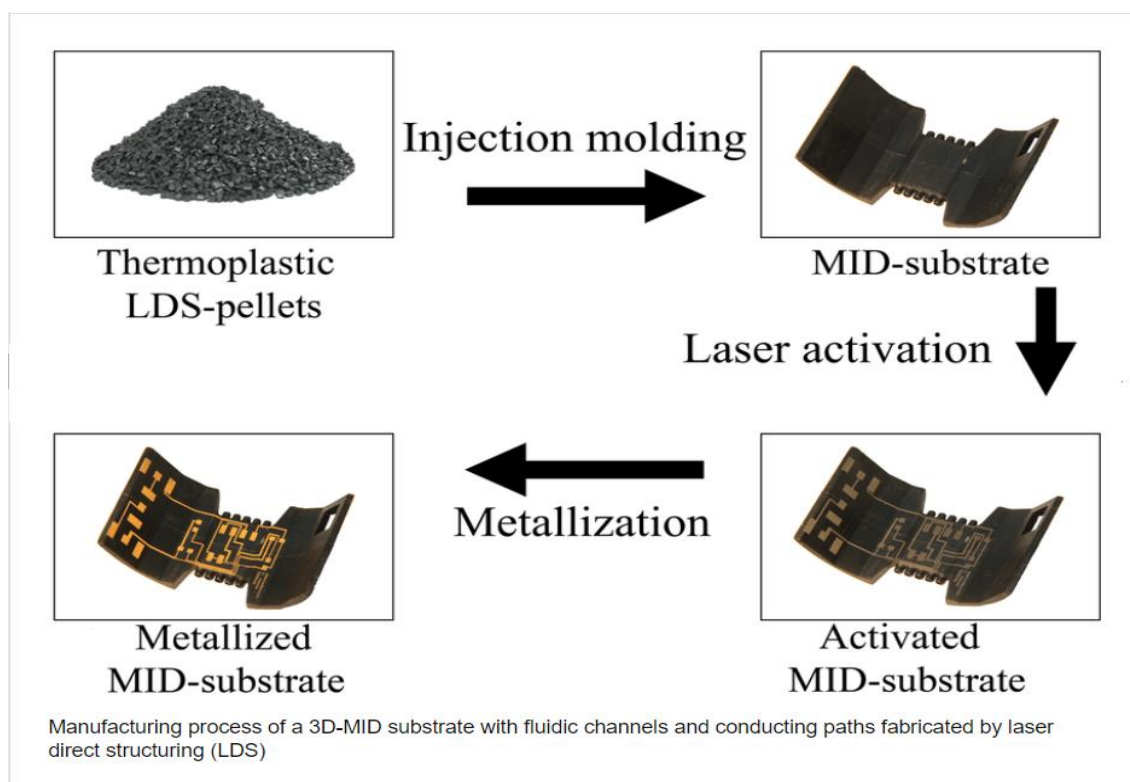 Injection molding
Thermoplastic
LDS-pellets
MID-substrate
Laser activation
Metallization
Activated
MID-substrate
Metallized
MID-substrate
Manufacturing process of a 3D-MID substrate with fluidic channels and conducting paths fabricated by laser
direct structuring (LDS)